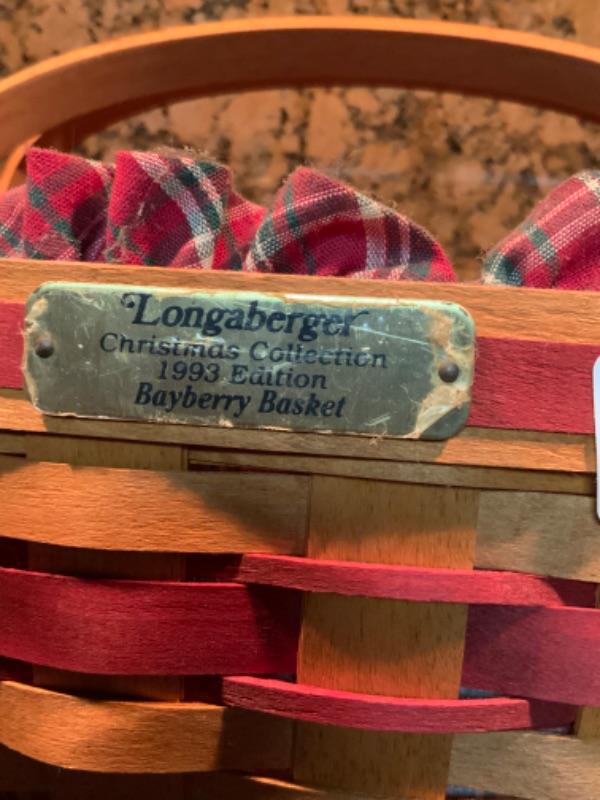 Longaberger
Christmas Collection
1993 Edition
Bayberry Basket